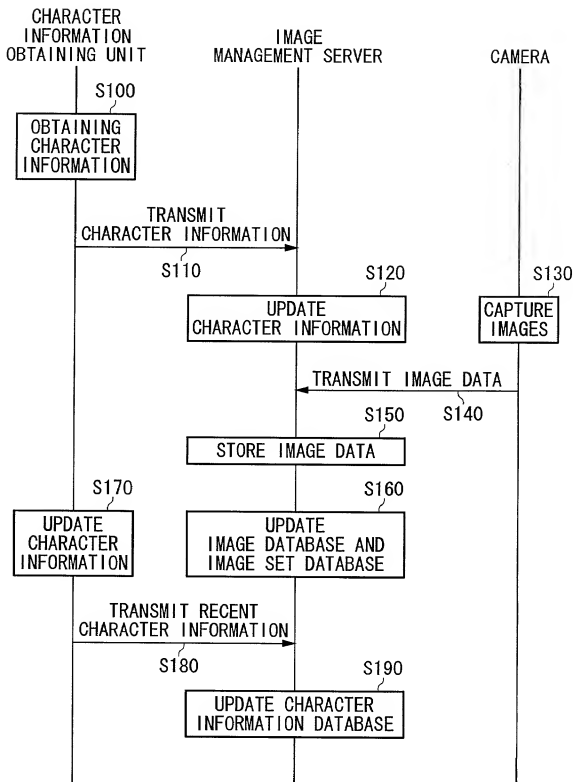 CHARACTER
INFORMATION
OBTAINING UNIT
IMAGE
MANAGEMENT SERVER
CAMERA
S100
OBTAINING
CHARACTER
INFORMATION
TRANSMIT
CHARACTER INFORMATION
S110
S120
UPDATE
CHARACTER INFORMATION
S130
CAPTURE
IMAGES
TRANSMIT IMAGE DATA
S140
S150
STORE IMAGE DATA
S170
UPDATE
CHARACTER
INFORMATION
S160
UPDATE
IMAGE DATABASE AND
IMAGE SET DATABASE
TRANSMIT RECENT
CHARACTER INFORMATION
S180
S190
UPDATE CHARACTER
INFORMATION DATABASE